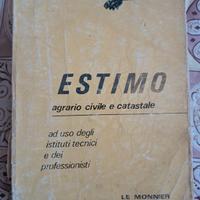 ESTIMO
agrario civile e catastale
ad uso degli
istituti tecnici
e dei
professionisti
LE MONNIER